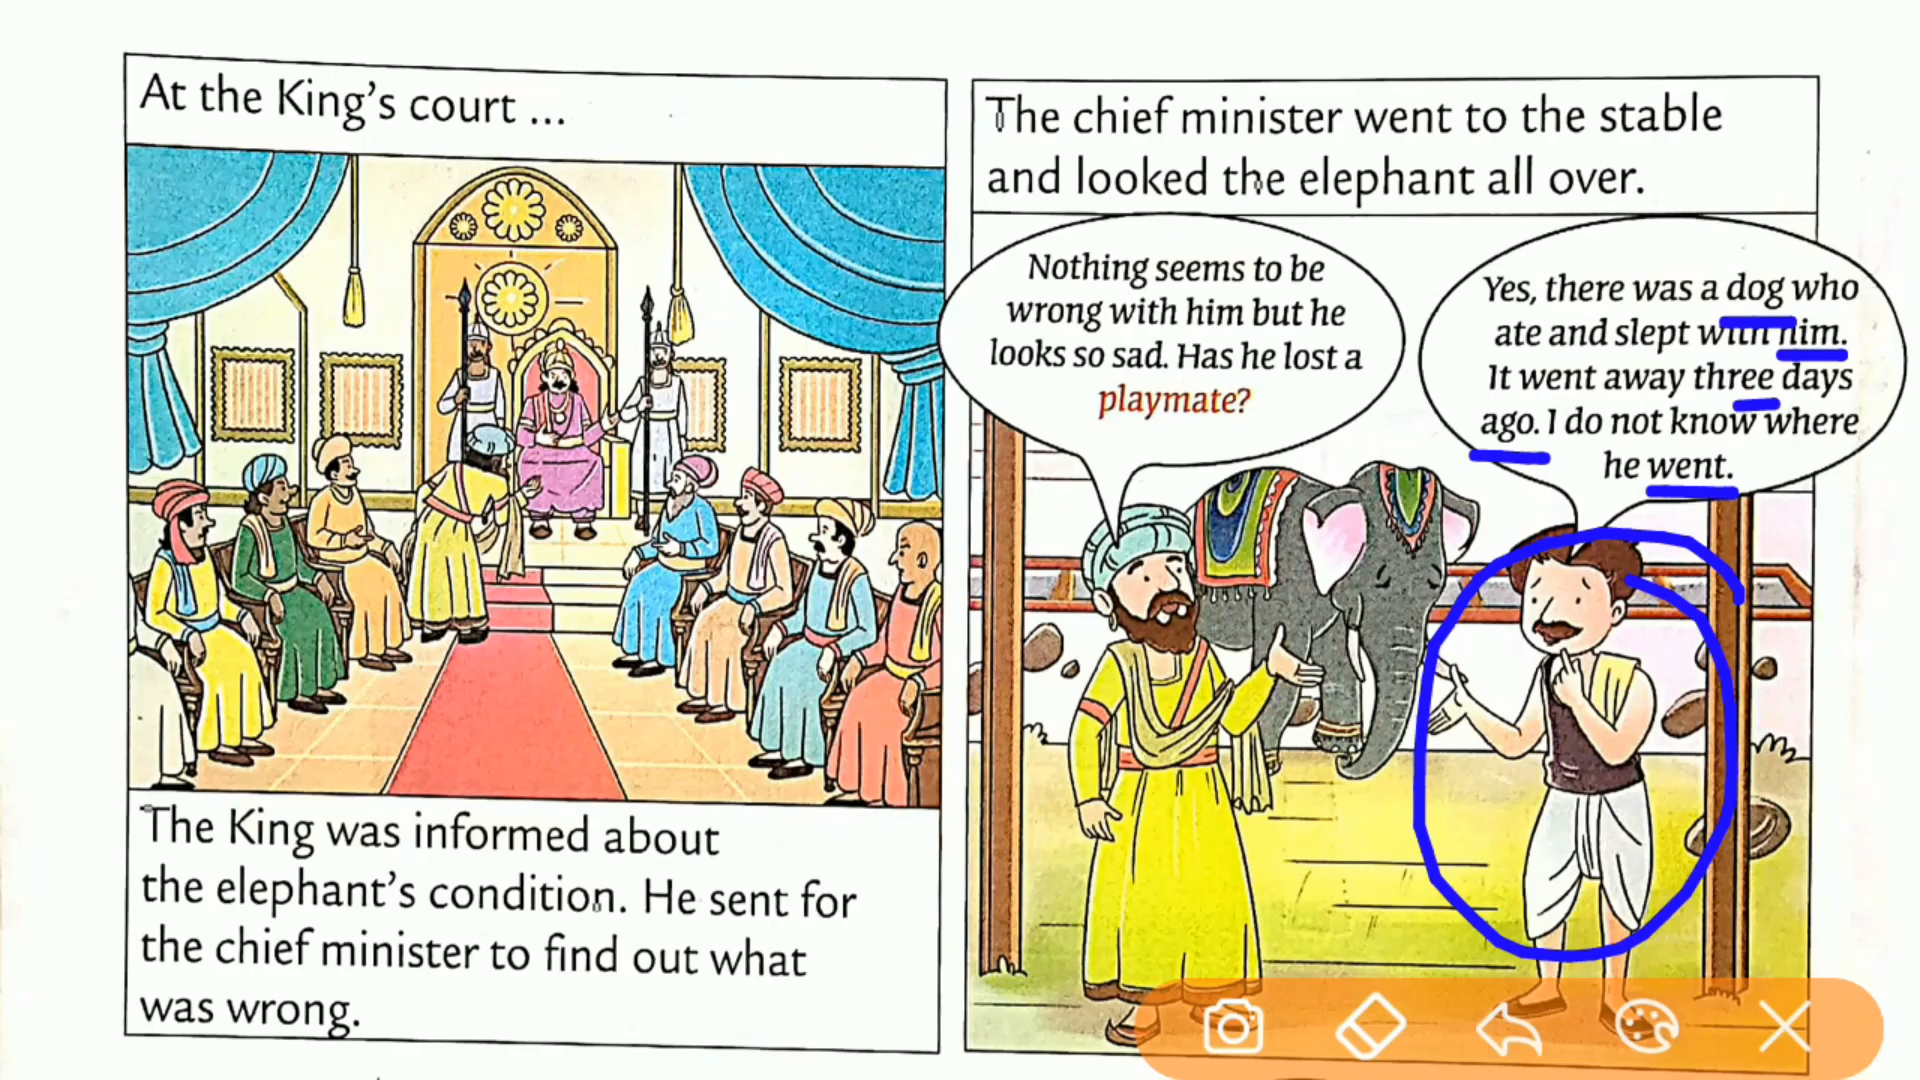 At the King's court ...
The King was informed about
the elephant's condition. He sent for
the chief minister to find out what
was wrong.
The chief minister went to the stable
and looked the elephant all over.
Nothing seems to be
wrong with him but he
looks so sad. Has he lost a
playmate?
Yes, there was a dog who
ate and slept with him.
It went away three days
ago. I do not know where
he went.